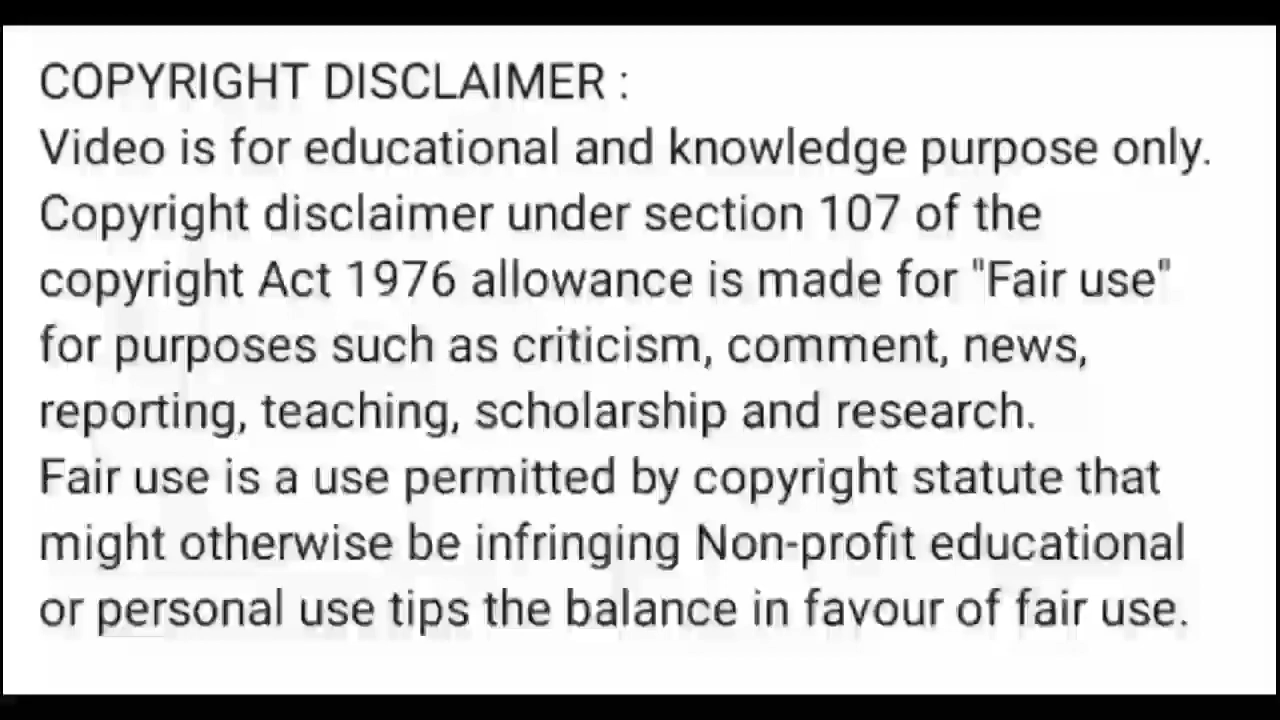 COPYRIGHT DISCLAIMER :
Video is for educational and knowledge purpose only.
Copyright disclaimer under section 107 of the
copyright Act 1976 allowance is made for "Fair use"
for purposes such as criticism, comment, news,
reporting, teaching, scholarship and research.
Fair use is a use permitted by copyright statute that
might otherwise be infringing Non-profit educational
or personal use tips the balance in favour of fair use.